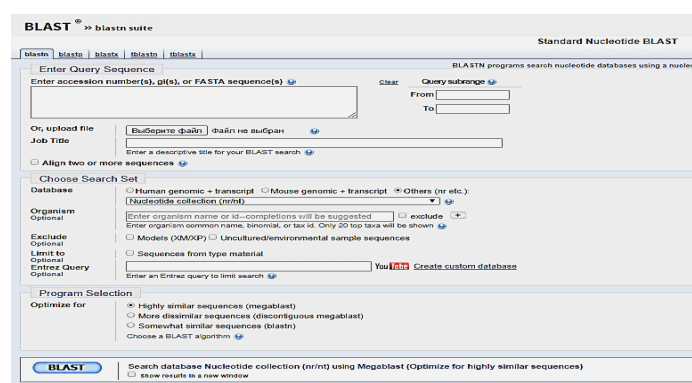 BLAST ® » blastn suite
Standard Nucleotide BLAST
blastn blastp blastx tblastn tblastx
BLASTN programs search nucleotide databases using a nucleo
Enter Query Sequence
Enter accession number(s), gi(s), or FASTA sequence(s)
Clear
Query subrange
From
To
Or, upload file
Выберите файл Файл не выбран
Job Title
Enter a descriptive title for your BLAST search
Align two or more sequences
Choose Search Set
Database
Human genomic + transcript Mouse genomic + transcript Others (nr etc.):
Nucleotide collection (nr/nt)
Organism
Optional
Enter organism name or id--completions will be suggested
exclude +
Enter organism common name, binomial, or tax id. Only 20 top taxa will be shown
Exclude
Optional
Models (XM/XP) Uncultured/environmental sample sequences
Limit to
Optional
Sequences from type material
Entrez Query
Optional
YouTube Create custom database
Enter an Entrez query to limit search
Program Selection
Optimize for
Highly similar sequences (megablast)
More dissimilar sequences (discontiguous megablast)
Somewhat similar sequences (blastn)
Choose a BLAST algorithm
BLAST
Search database Nucleotide collection (nr/nt) using Megablast (Optimize for highly similar sequences)
Show results in a new window